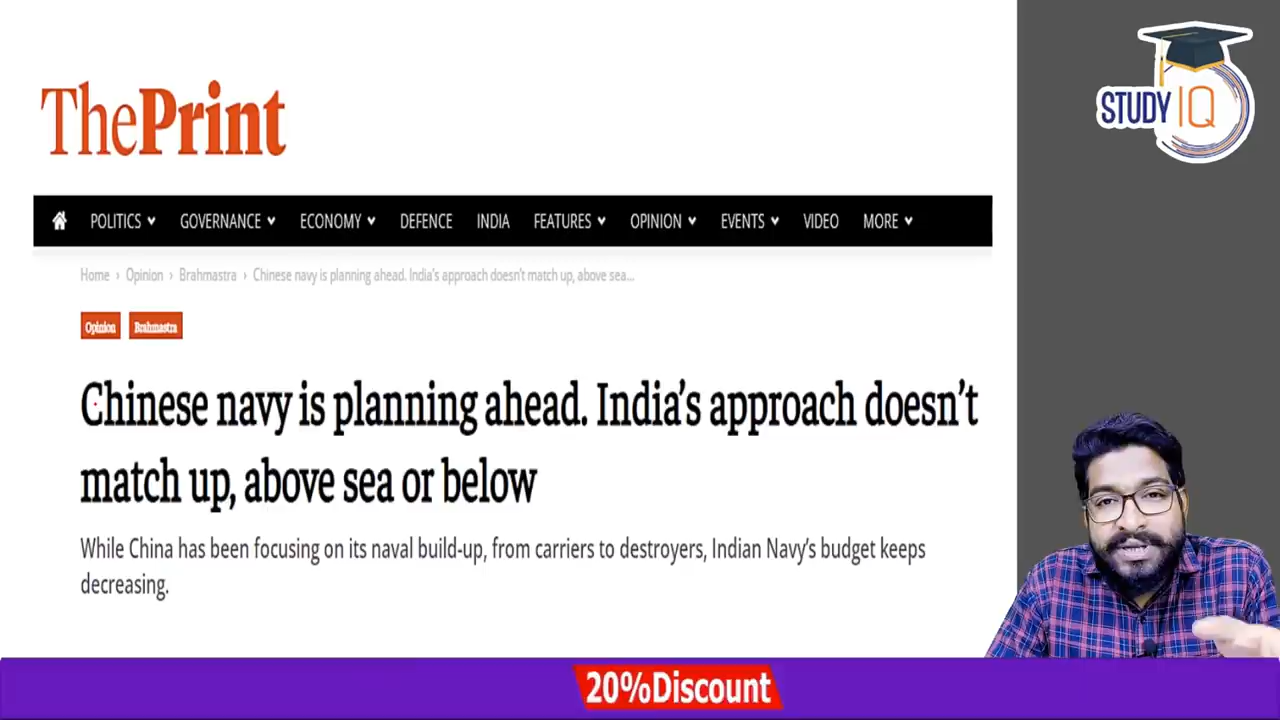 STUDY IQ
ThePrint
POLITICS GOVERNANCE ECONOMY DEFENCE INDIA FEATURES OPINION EVENTS VIDEO MORE
Home › Opinion › Brahmastra › Chinese navy is planning ahead. India's approach doesn't match up, above sea...
Opinion Brahmastra
Chinese navy is planning ahead. India's approach doesn't
match up, above sea or below
While China has been focusing on its naval build-up, from carriers to destroyers, Indian Navy's budget keeps
decreasing.
20%Discount